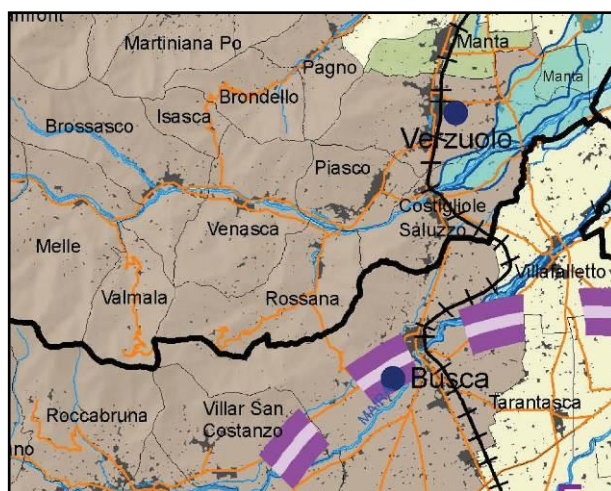 Martiniana Po
Manta
Pagno
Manta
Brondello
Isasca
Brossasco
Verzuolo
Piasco
Costigliole
Saluzzo
Venasca
Melle
Villafalletto
Valmala
Rossana
Busca
MAIRA
Tarantasca
Villar San
Costanzo
Roccabruna